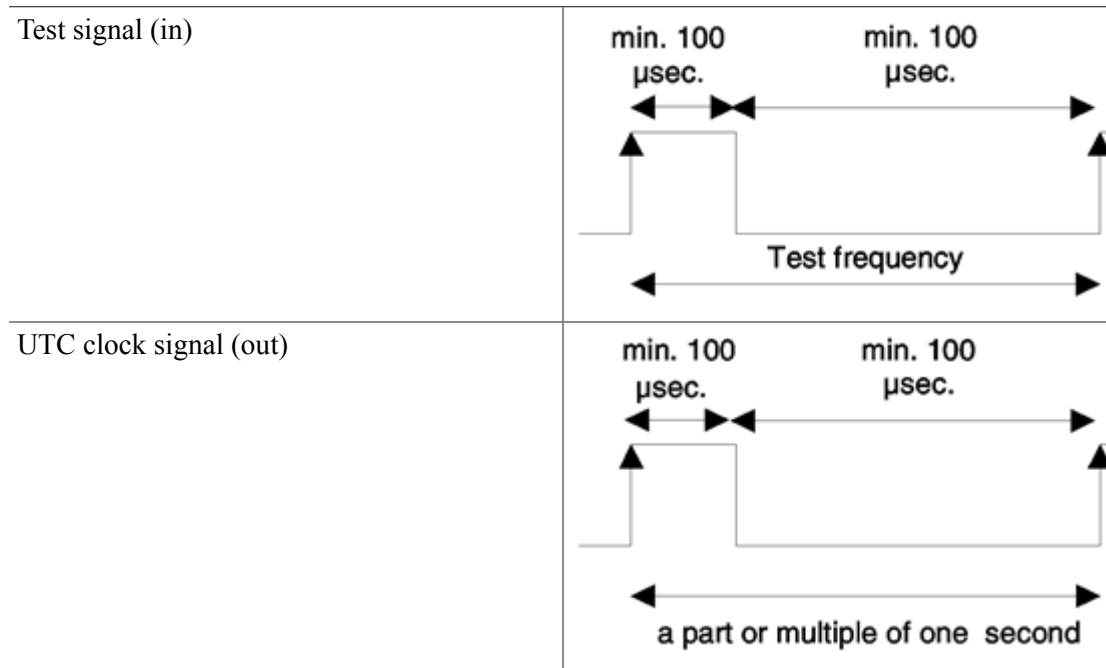 Test signal (in)
min. 100 min. 100
µsec. µsec.
Test frequency
UTC clock signal (out)
min. 100 min. 100
µsec. µsec.
a part or multiple of one second